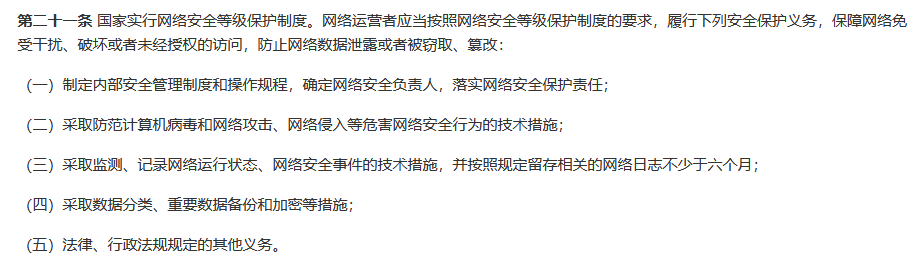 第二十一条 国家实行网络安全等级保护制度。网络运营者应当按照网络安全等级保护制度的要求，履行下列安全保护义务，保障网络免
受干扰、破坏或者未经授权的访问，防止网络数据泄露或者被窃取、篡改：
（一）制定内部安全管理制度和操作规程，确定网络安全负责人，落实网络安全保护责任；
（二）采取防范计算机病毒和网络攻击、网络侵入等危害网络安全行为的技术措施；
（三）采取监测、记录网络运行状态、网络安全事件的技术措施，并按照规定留存相关的网络日志不少于六个月；
（四）采取数据分类、重要数据备份和加密等措施；
（五）法律、行政法规规定的其他义务。